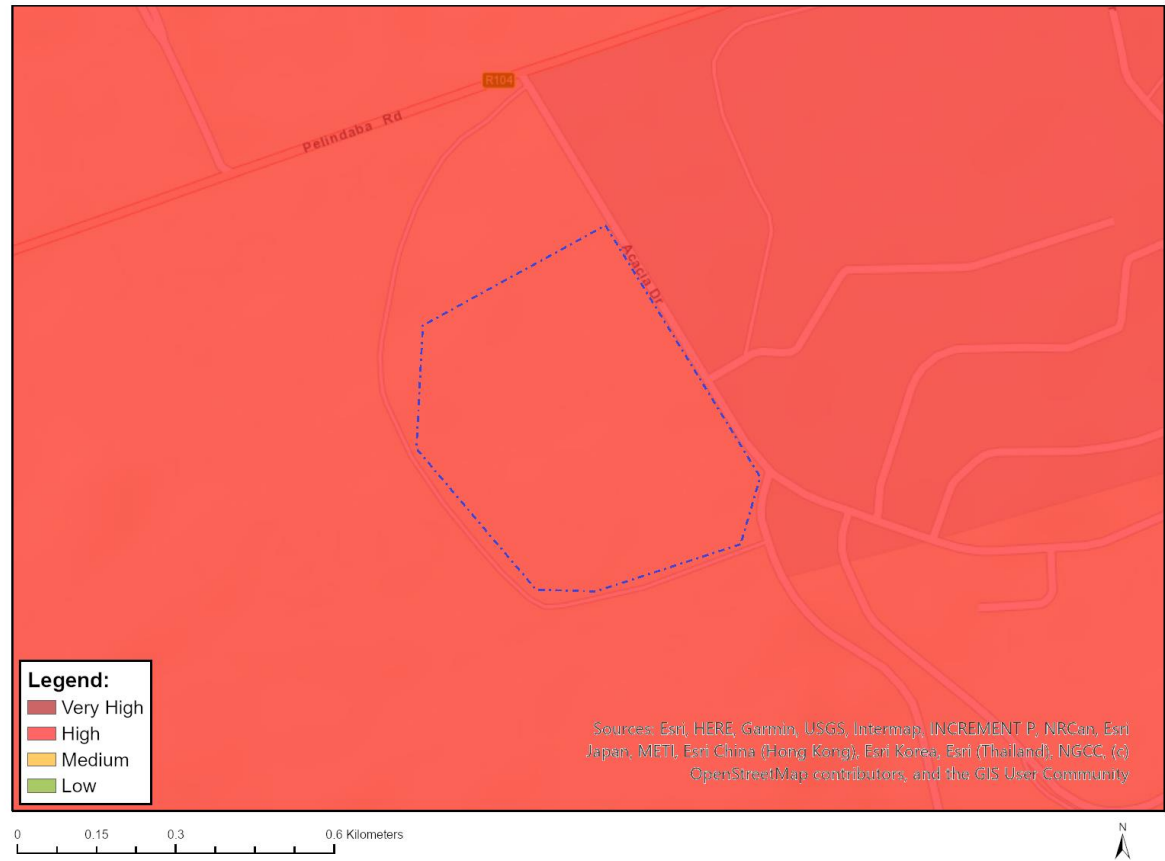 R104
Pelindaba Rd
Acacia Dr
Legend:
Very High
High
Medium
Low
Sources: Esri, HERE, Garmin, USGS, Intermap, INCREMENT P, NRCan, Esri
Japan, METI, Esri China (Hong Kong), Esri Korea, Esri (Thailand), NGCC, (c)
OpenStreetMap contributors, and the GIS User Community
0 0.15 0.3 0.6 Kilometers
N